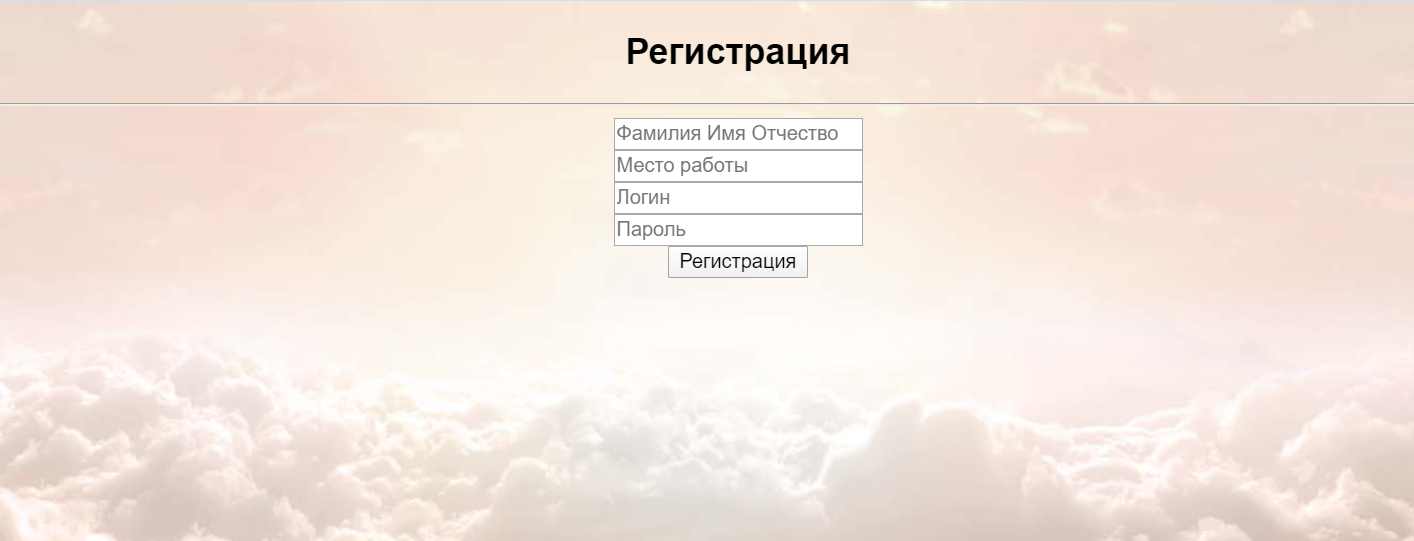 Регистрация
Фамилия Имя Отчество
Место работы
Логин
Пароль
Регистрация